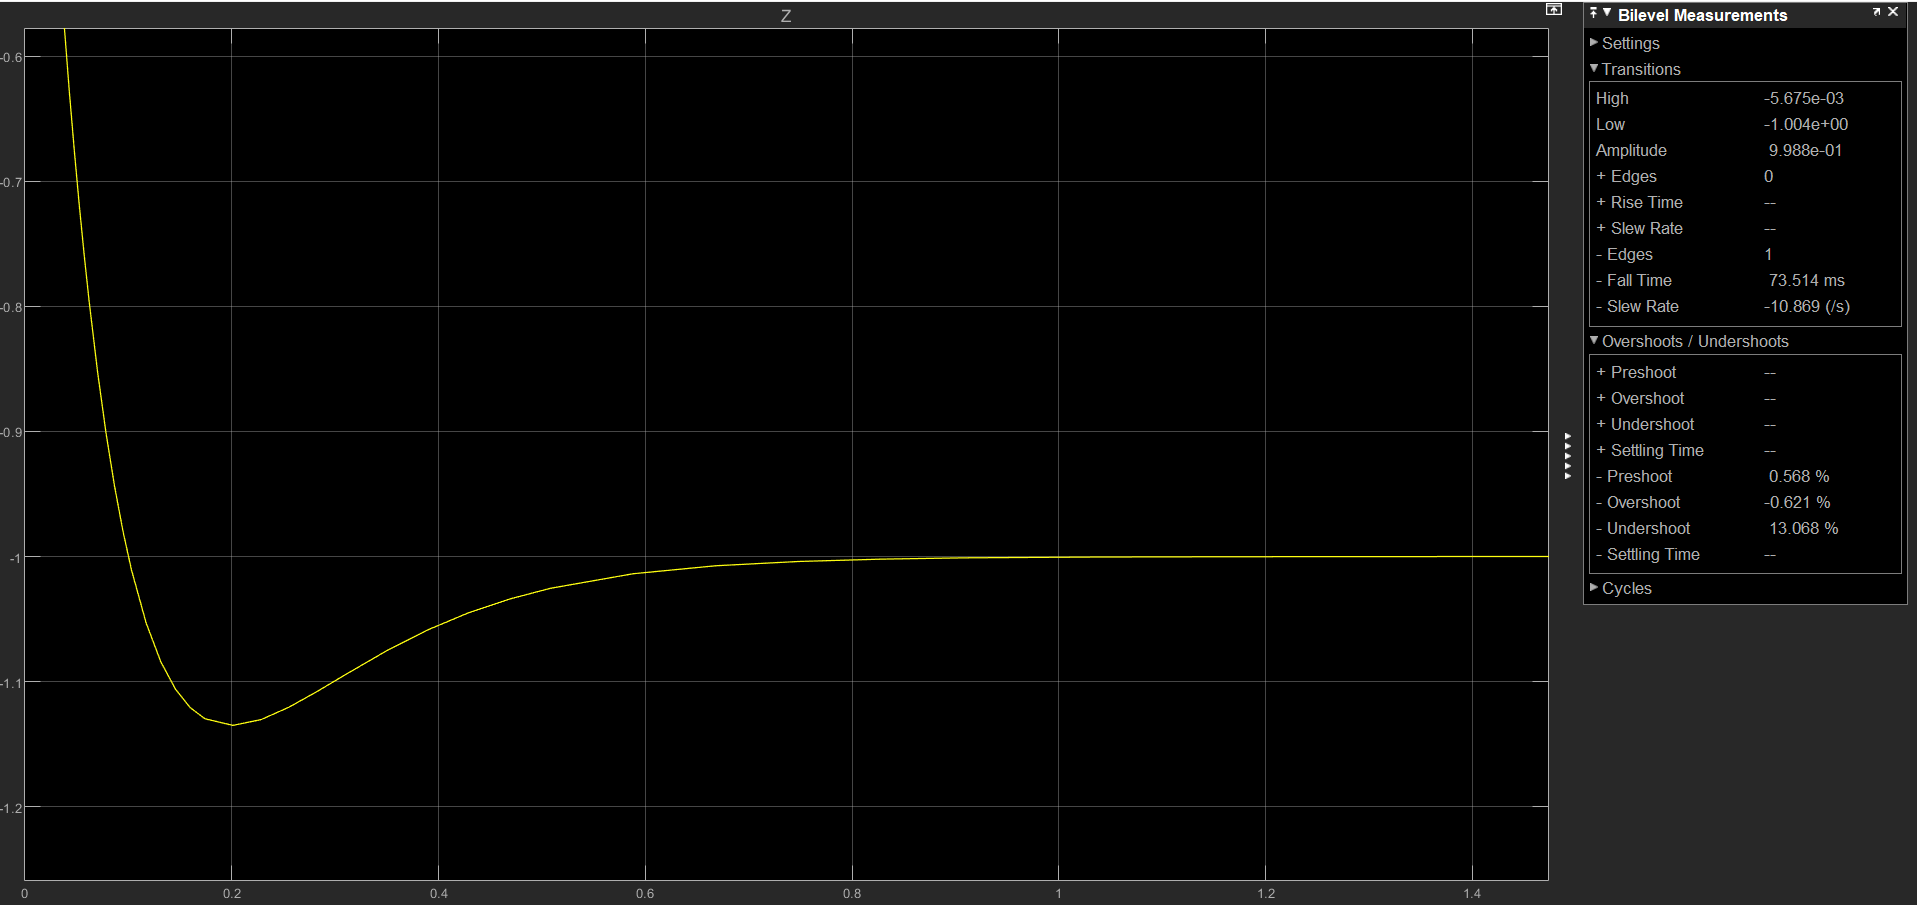 Z
-0.6
-0.7
-0.8
-0.9
-1
-1.1
-1.2
0 0.2 0.4 0.6 0.8 1 1.2 1.4
Bilevel Measurements
Settings
Transitions
High -5.675e-03
Low -1.004e+00
Amplitude 9.988e-01
+ Edges 0
+ Rise Time --
+ Slew Rate --
- Edges 1
- Fall Time 73.514 ms
- Slew Rate -10.869 (/s)
Overshoots / Undershoots
+ Preshoot --
+ Overshoot --
+ Undershoot --
+ Settling Time --
- Preshoot 0.568 %
- Overshoot -0.621 %
- Undershoot 13.068 %
- Settling Time --
Cycles